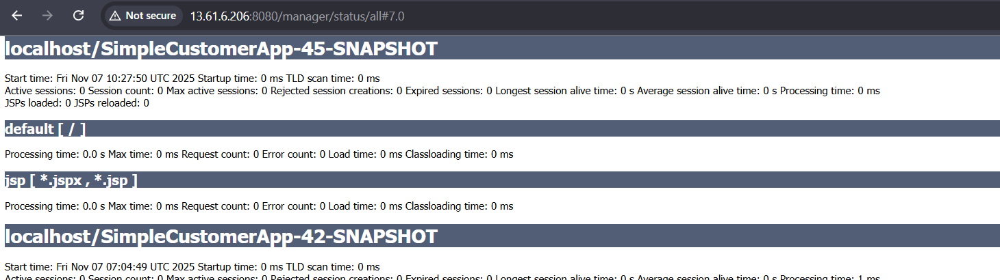 Not secure 13.61.6.206:8080/manager/status/all#7.0
localhost/SimpleCustomerApp-45-SNAPSHOT
Start time: Fri Nov 07 10:27:50 UTC 2025 Startup time: 0 ms TLD scan time: 0 ms
Active sessions: 0 Session count: 0 Max active sessions: 0 Rejected session creations: 0 Expired sessions: 0 Longest session alive time: 0 s Average session alive time: 0 s Processing time: 0 ms
JSPs loaded: 0 JSPs reloaded: 0
default [ / ]
Processing time: 0.0 s Max time: 0 ms Request count: 0 Error count: 0 Load time: 0 ms Classloading time: 0 ms
jsp [ *.jspx , *.jsp ]
Processing time: 0.0 s Max time: 0 ms Request count: 0 Error count: 0 Load time: 0 ms Classloading time: 0 ms
localhost/SimpleCustomerApp-42-SNAPSHOT
Start time: Fri Nov 07 07:04:49 UTC 2025 Startup time: 0 ms TLD scan time: 0 ms
Active sessions: 0 Session count: 0 Max active sessions: 0 Rejected session creations: 0 Expired sessions: 0 Longest session alive time: 0 s Average session alive time: 0 s Processing time: 1 ms